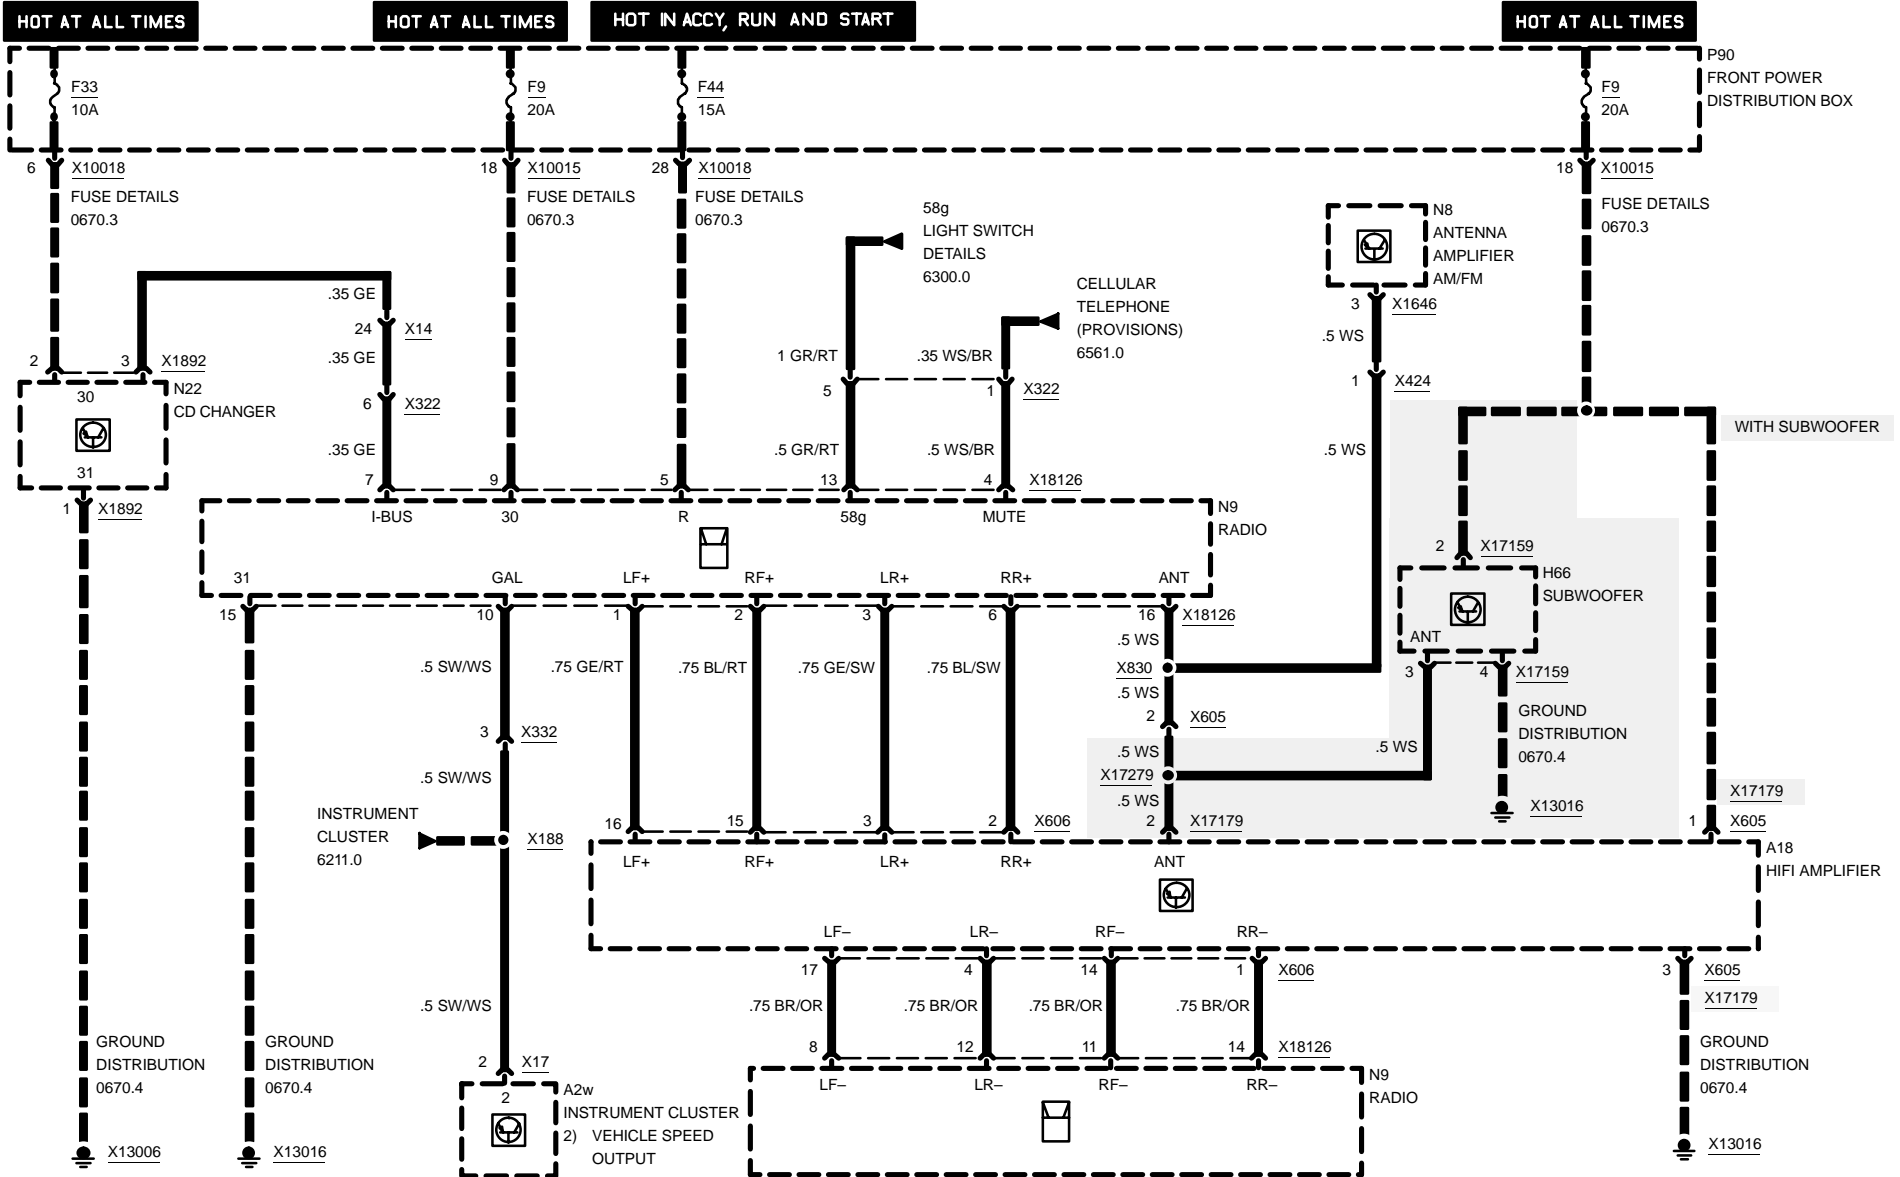 HOT AT ALL TIMES
HOT AT ALL TIMES
HOT IN ACCY, RUN AND START
HOT AT ALL TIMES
P90
FRONT POWER
DISTRIBUTION BOX
F33
10A
F9
20A
F44
15A
F9
20A
6
X10018
FUSE DETAILS
0670.3
18
X10015
FUSE DETAILS
0670.3
28
X10018
FUSE DETAILS
0670.3
18
X10015
FUSE DETAILS
0670.3
58g
LIGHT SWITCH
DETAILS
6300.0
CELLULAR
TELEPHONE
(PROVISIONS)
6561.0
N8
ANTENNA
AMPLIFIER
AM/FM
3
X1646
.5 WS
1
X424
.5 WS
.35 GE
24
X14
.35 GE
6
X322
.35 GE
1 GR/RT
.35 WS/BR
5
1
X322
.5 GR/RT
.5 WS/BR
2
3
X1892
N22
CD CHANGER
30
31
1
X1892
WITH SUBWOOFER
7
9
5
13
4
X18126
I-BUS
30
R
58g
MUTE
N9
RADIO
31
GAL
LF+
RF+
LR+
RR+
ANT
15
10
1
2
3
6
16
X18126
2
X17159
H66
SUBWOOFER
ANT
3
4
X17159
GROUND
DISTRIBUTION
0670.4
X13016
.5 SW/WS
.75 GE/RT
.75 BL/RT
.75 GE/SW
.75 BL/SW
.5 WS
X830
.5 WS
2
X605
.5 WS
.5 WS
X17279
.5 WS
3
X332
.5 SW/WS
INSTRUMENT
CLUSTER
6211.0
X188
16
15
3
2
X606
2
X17179
X17179
1
X605
A18
HIFI AMPLIFIER
LF+
RF+
LR+
RR+
ANT
LF–
LR–
RF–
RR–
17
4
14
1
X606
3
X605
X17179
.5 SW/WS
.75 BR/OR
.75 BR/OR
.75 BR/OR
.75 BR/OR
GROUND
DISTRIBUTION
0670.4
GROUND
DISTRIBUTION
0670.4
GROUND
DISTRIBUTION
0670.4
2
X17
8
12
11
14
X18126
A2w
INSTRUMENT CLUSTER
2) VEHICLE SPEED
OUTPUT
2
LF–
LR–
RF–
RR–
N9
RADIO
X13006
X13016
X13016